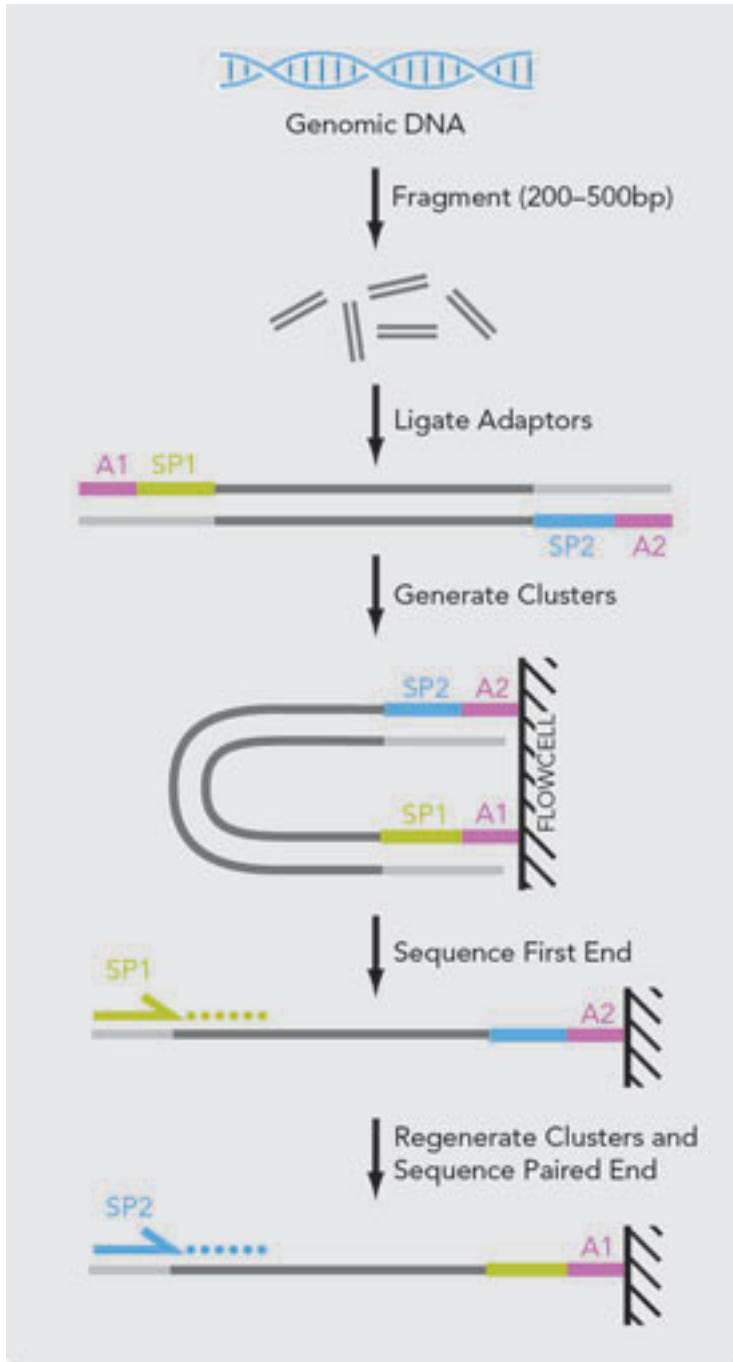 Genomic DNA
Fragment (200–500bp)
Ligate Adaptors
A1 SP1
SP2 A2
Generate Clusters
SP2 A2
FLOWCELL
SP1 A1
Sequence First End
SP1
A2
Regenerate Clusters and
Sequence Paired End
SP2
A1